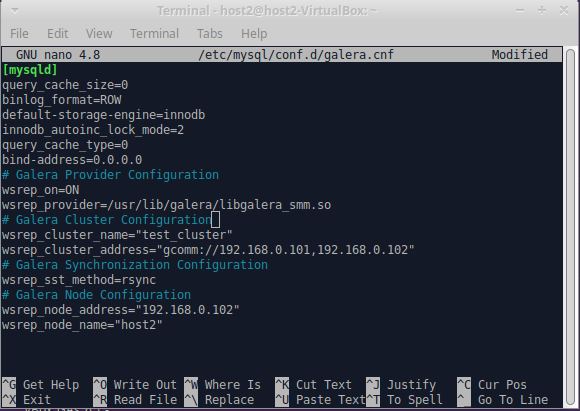 Terminal - host2@host2-VirtualBox: ~
File Edit View Terminal Tabs Help
GNU nano 4.8 /etc/mysql/conf.d/galera.cnf Modified
[mysqld]
query_cache_size=0
binlog_format=ROW
default-storage-engine=innodb
innodb_autoinc_lock_mode=2
query_cache_type=0
bind-address=0.0.0.0
# Galera Provider Configuration
wsrep_on=ON
wsrep_provider=/usr/lib/galera/libgalera_smm.so
# Galera Cluster Configuration
wsrep_cluster_name="test_cluster"
wsrep_cluster_address="gcomm://192.168.0.101,192.168.0.102"
# Galera Synchronization Configuration
wsrep_sst_method=rsync
# Galera Node Configuration
wsrep_node_address="192.168.0.102"
wsrep_node_name="host2"
^G Get Help ^O Write Out ^W Where Is ^K Cut Text ^J Justify ^C Cur Pos
^X Exit ^R Read File ^\ Replace ^U Paste Text ^T To Spell ^_ Go To Line